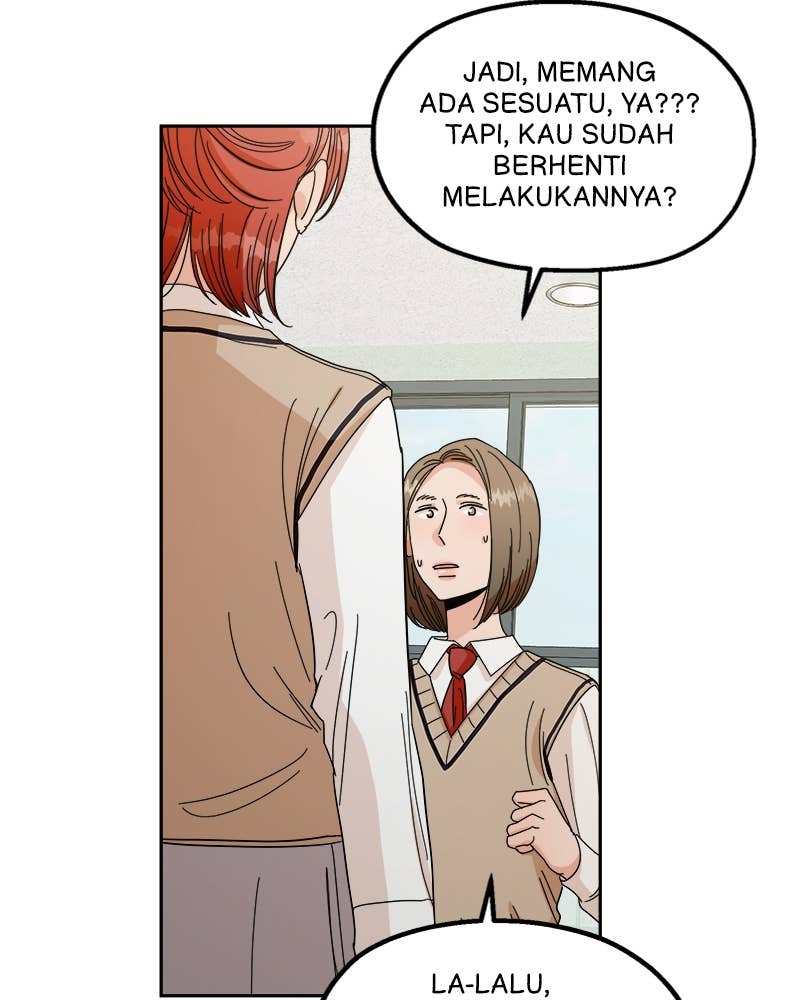 JADI, MEMANG
ADA SESUATU, YA???
TAPI, KAU SUDAH
BERHENTI
MELAKUKANNYA?
LA-LALU,